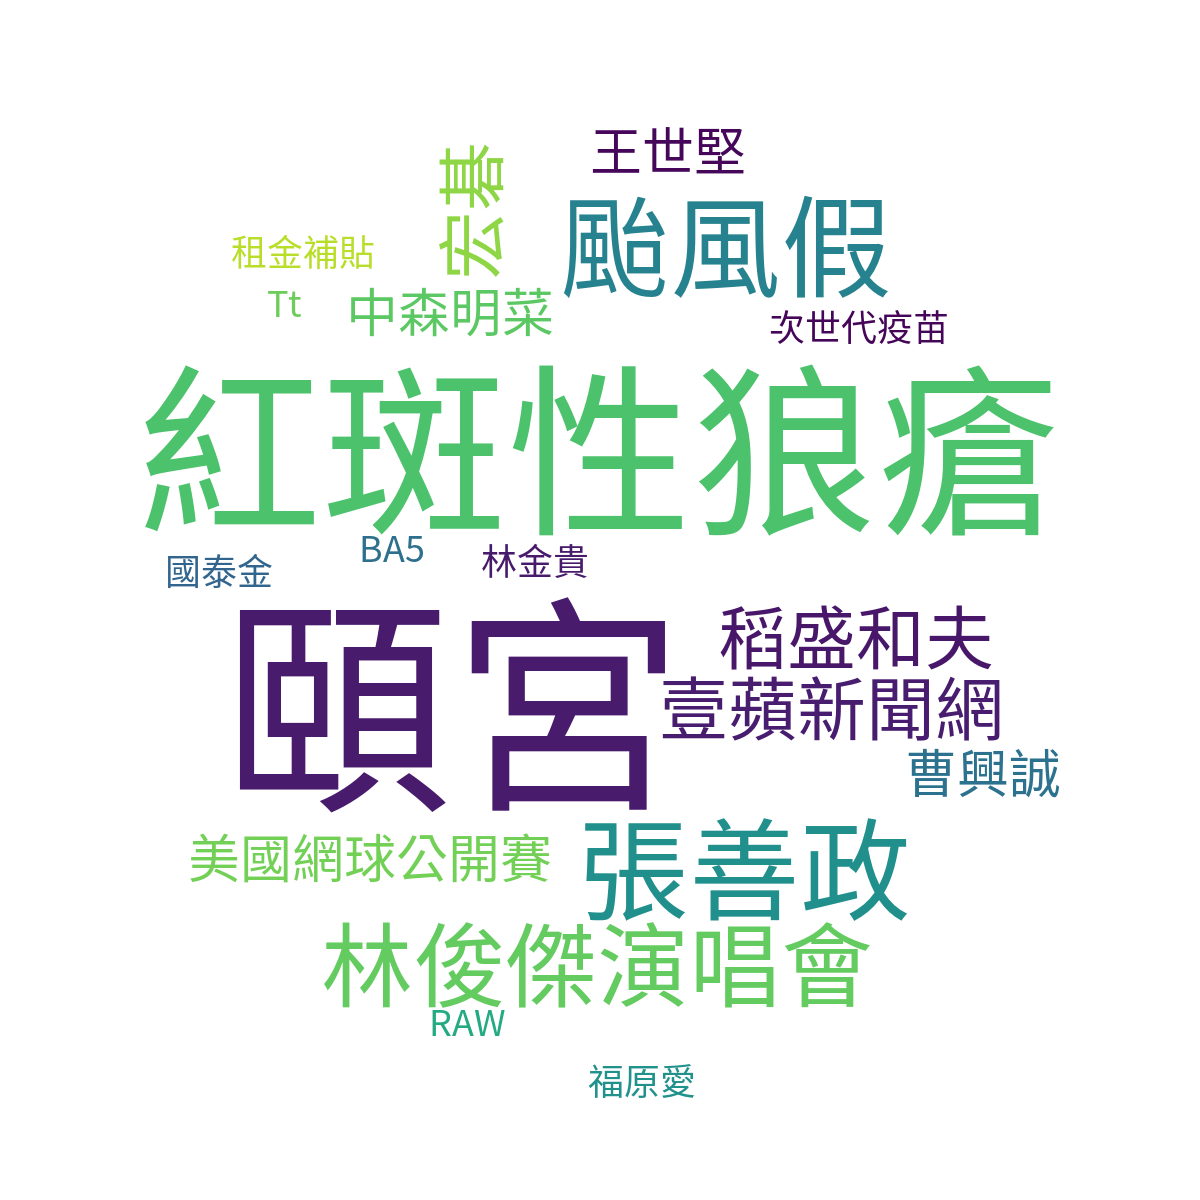 王世堅
宏碁
颱風假
租金補貼
Tt
中森明菜
次世代疫苗
紅斑性狼瘡
BA5
林金貴
國泰金
頤宮
稻盛和夫
壹蘋新聞網
曹興誠
美國網球公開賽
張善政
林俊傑演唱會
RAW
福原愛